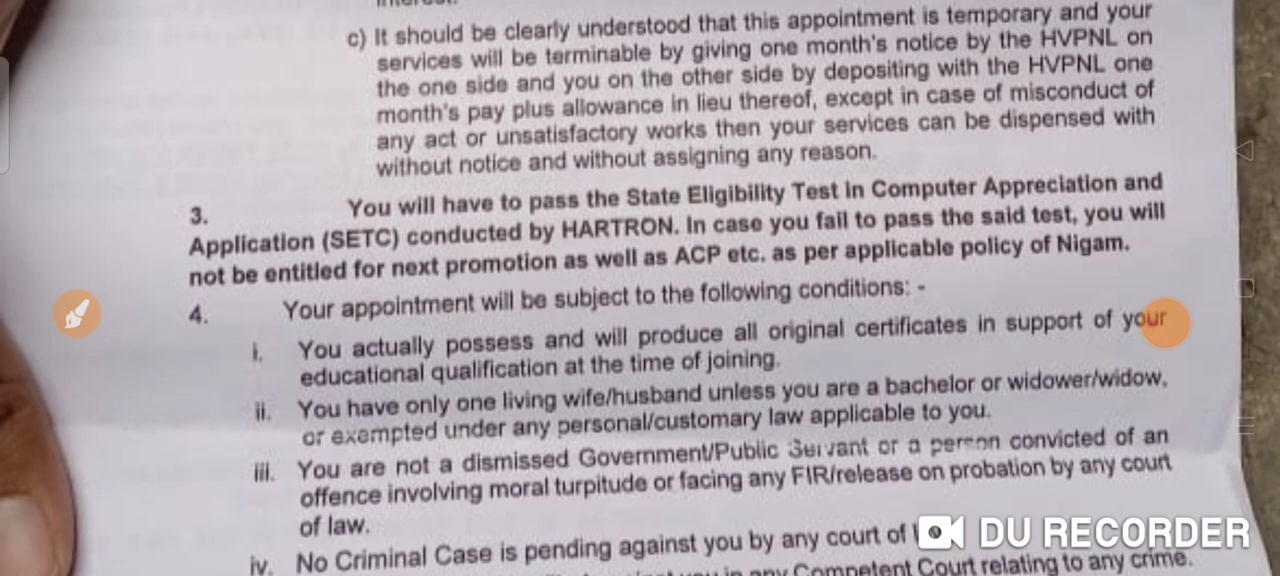 interest.
c) It should be clearly understood that this appointment is temporary and your
services will be terminable by giving one month's notice by the HVPNL on
the one side and you on the other side by depositing with the HVPNL one
month's pay plus allowance in lieu thereof, except in case of misconduct of
any act or unsatisfactory works then your services can be dispensed with
without notice and without assigning any reason.
3. You will have to pass the State Eligibility Test in Computer Appreciation and
Application (SETC) conducted by HARTRON. In case you fail to pass the said test, you will
not be entitled for next promotion as well as ACP etc. as per applicable policy of Nigam.
4. Your appointment will be subject to the following conditions: -
i. You actually possess and will produce all original certificates in support of your
educational qualification at the time of joining.
ii. You have only one living wife/husband unless you are a bachelor or widower/widow,
or exempted under any personal/customary law applicable to you.
iii. You are not a dismissed Government/Public Servant or a person convicted of an
offence involving moral turpitude or facing any FIR/release on probation by any court
of law.
iv. No Criminal Case is pending against you by any court of
you in any Competent Court relating to any crime.
DU RECORDER